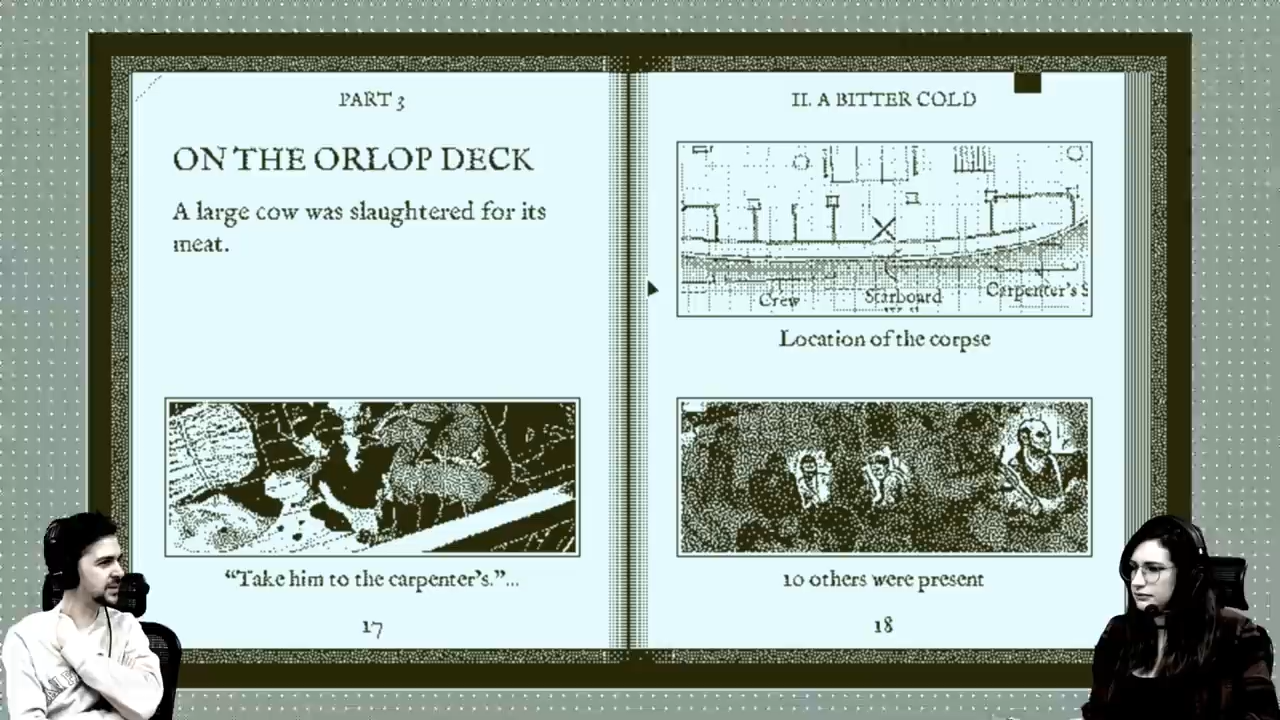 PART 3
ON THE ORLOP DECK
A large cow was slaughtered for its
meat.
"Take him to the carpenter's."...
17
II. A BITTER COLD
Crew
Starboard
Carpenter's S
Location of the corpse
10 others were present
18